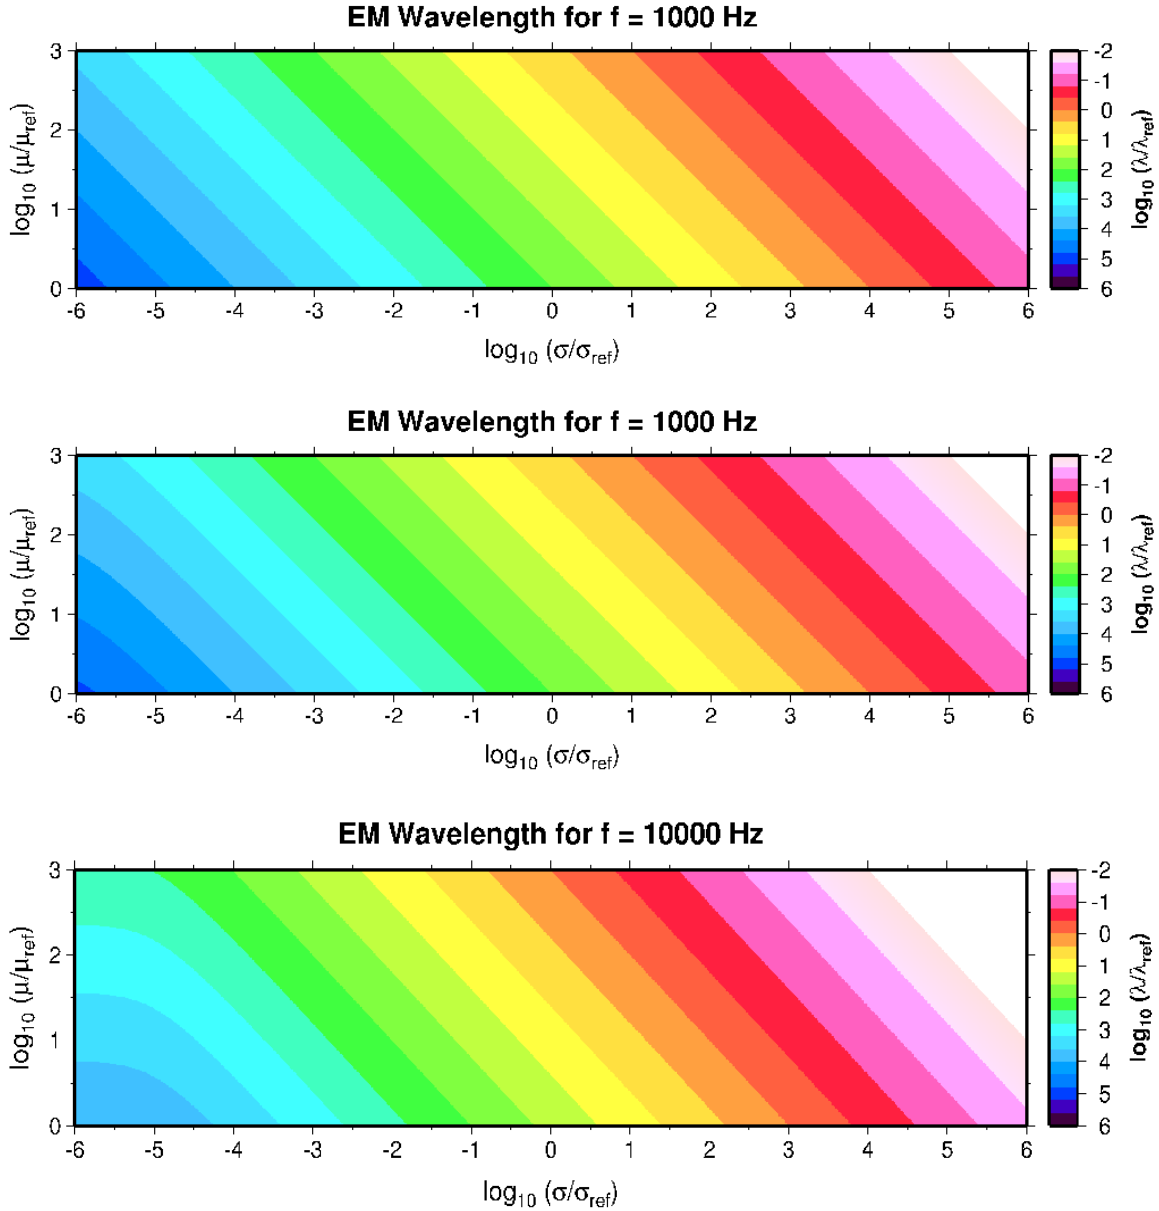 EM Wavelength for f = 1000 Hz
log10 (μ/μref)
3
2
1
0
-6 -5 -4 -3 -2 -1 0 1 2 3 4 5 6
log10 (σ/σref)
-2
-1
0
1
2
3
4
5
6
log10 (λ/λref)
EM Wavelength for f = 1000 Hz
log10 (μ/μref)
3
2
1
0
-6 -5 -4 -3 -2 -1 0 1 2 3 4 5 6
log10 (σ/σref)
-2
-1
0
1
2
3
4
5
6
log10 (λ/λref)
EM Wavelength for f = 10000 Hz
log10 (μ/μref)
3
2
1
0
-6 -5 -4 -3 -2 -1 0 1 2 3 4 5 6
log10 (σ/σref)
-2
-1
0
1
2
3
4
5
6
log10 (λ/λref)